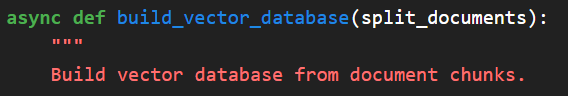 async def build_vector_database(split_documents):
    """
    Build vector database from document chunks.